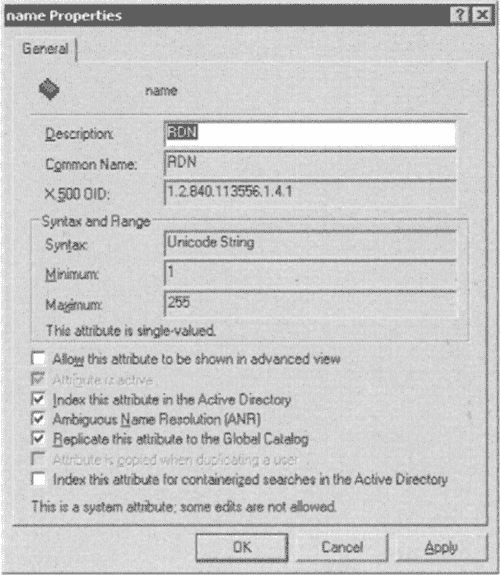 name Properties
General
name
Description: RDN
Common Name: RDN
X.500 OID: 1.2.840.113556.1.4.1
Syntax and Range
Syntax: Unicode String
Minimum: 1
Maximum: 255
This attribute is single-valued.
Allow this attribute to be shown in advanced view
Attribute is active
Index this attribute in the Active Directory
Ambiguous Name Resolution (ANR)
Replicate this attribute to the Global Catalog
Attribute is copied when duplicating a user
Index this attribute for containerized searches in the Active Directory
This is a system attribute; some edits are not allowed.
OK Cancel Apply